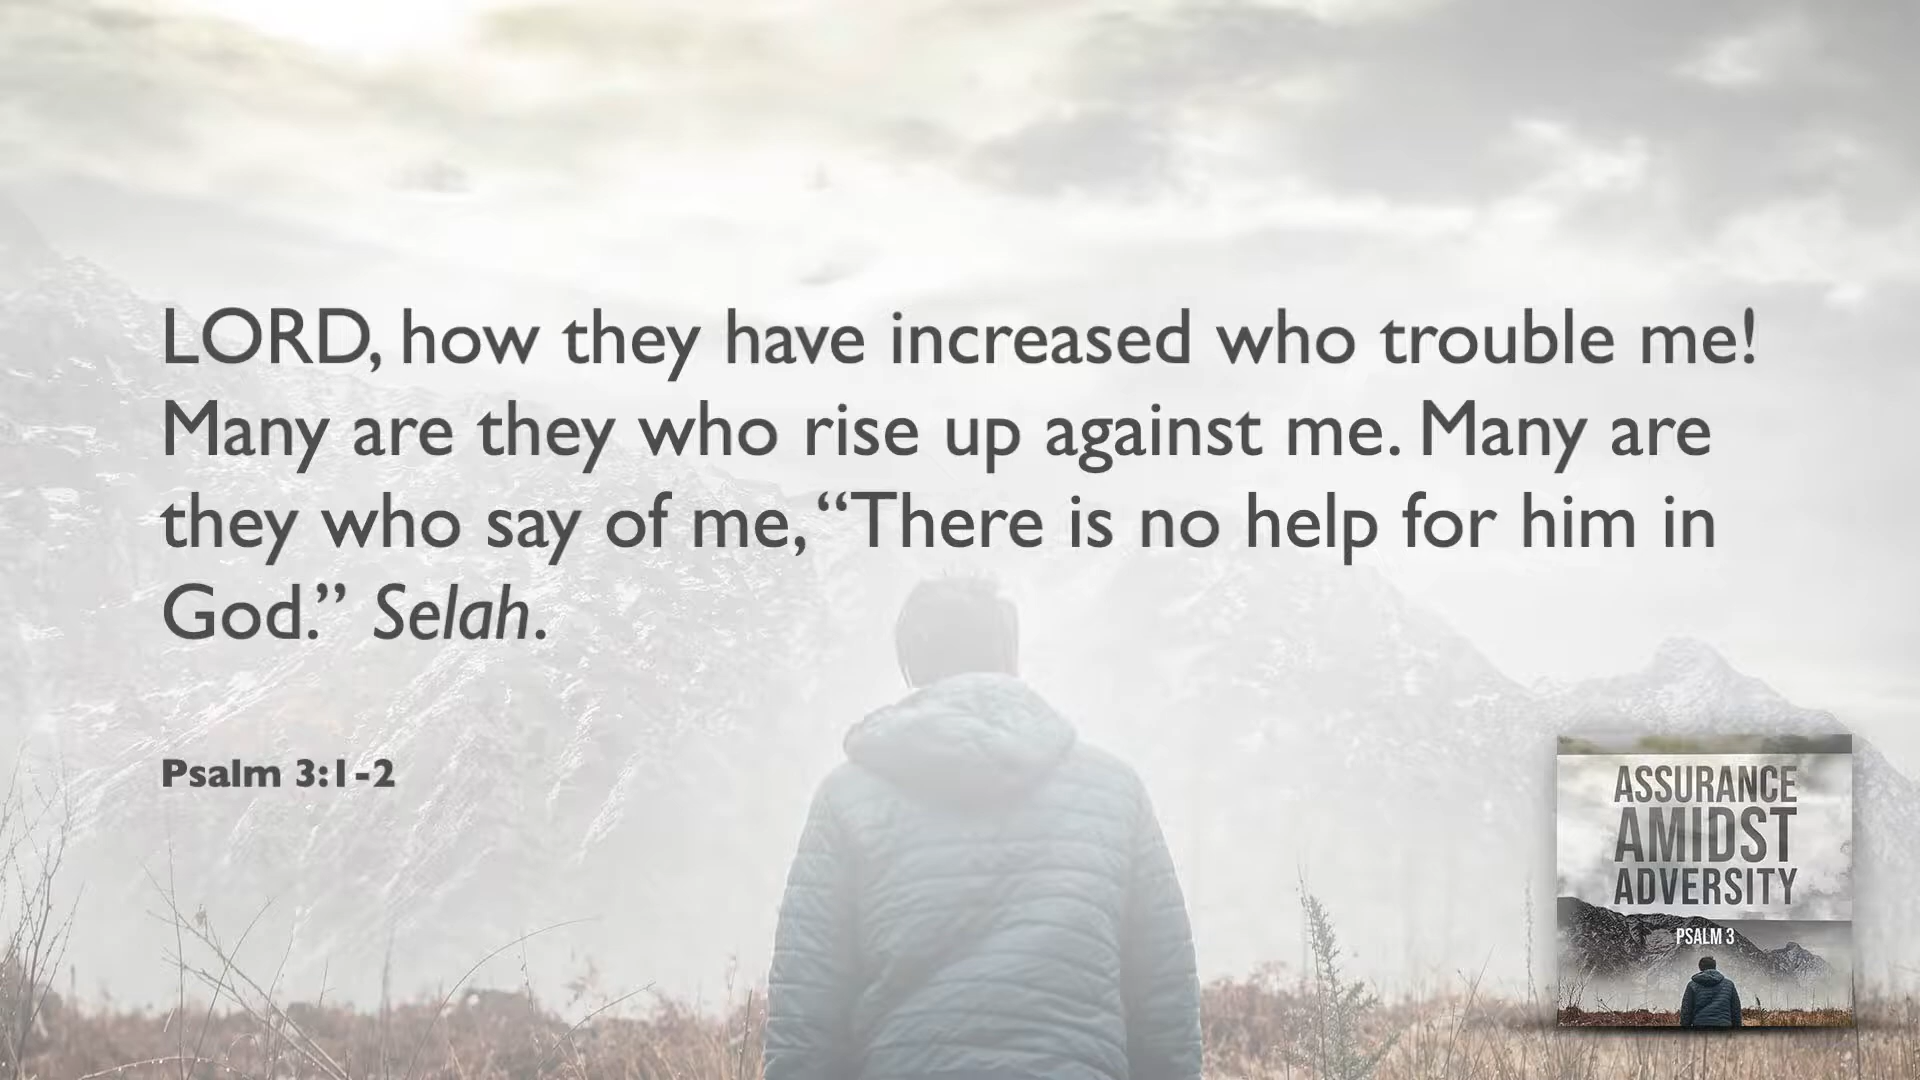 LORD, how they have increased who trouble me!
Many are they who rise up against me. Many are
they who say of me, “There is no help for him in
God.” Selah.
Psalm 3:1-2
ASSURANCE
AMIDST
ADVERSITY
PSALM 3